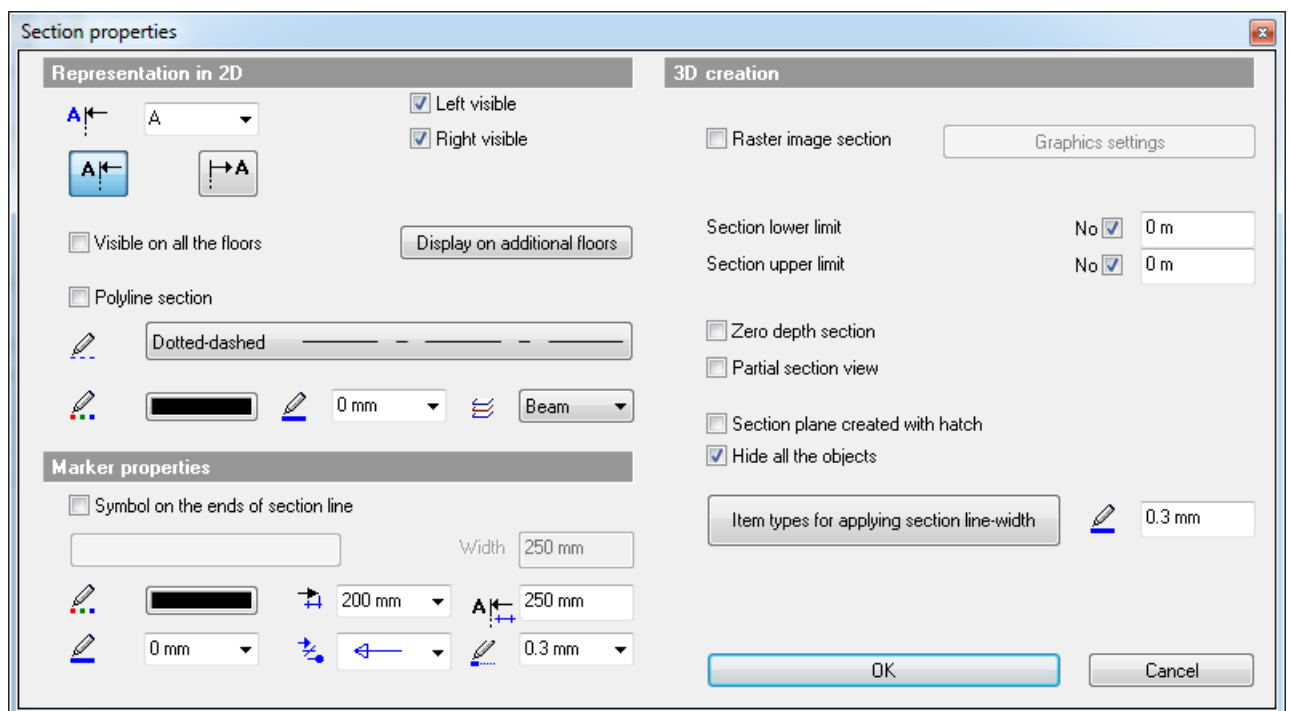 Section properties
Representation in 2D
A A
Left visible
Right visible
A A
Visible on all the floors Display on additional floors
Polyline section
Dotted-dashed
0 mm Beam
Marker properties
Symbol on the ends of section line
Width 250 mm
200 mm A 250 mm
0 mm 0.3 mm
3D creation
Raster image section Graphics settings
Section lower limit No 0 m
Section upper limit No 0 m
Zero depth section
Partial section view
Section plane created with hatch
Hide all the objects
Item types for applying section line-width 0.3 mm
OK Cancel